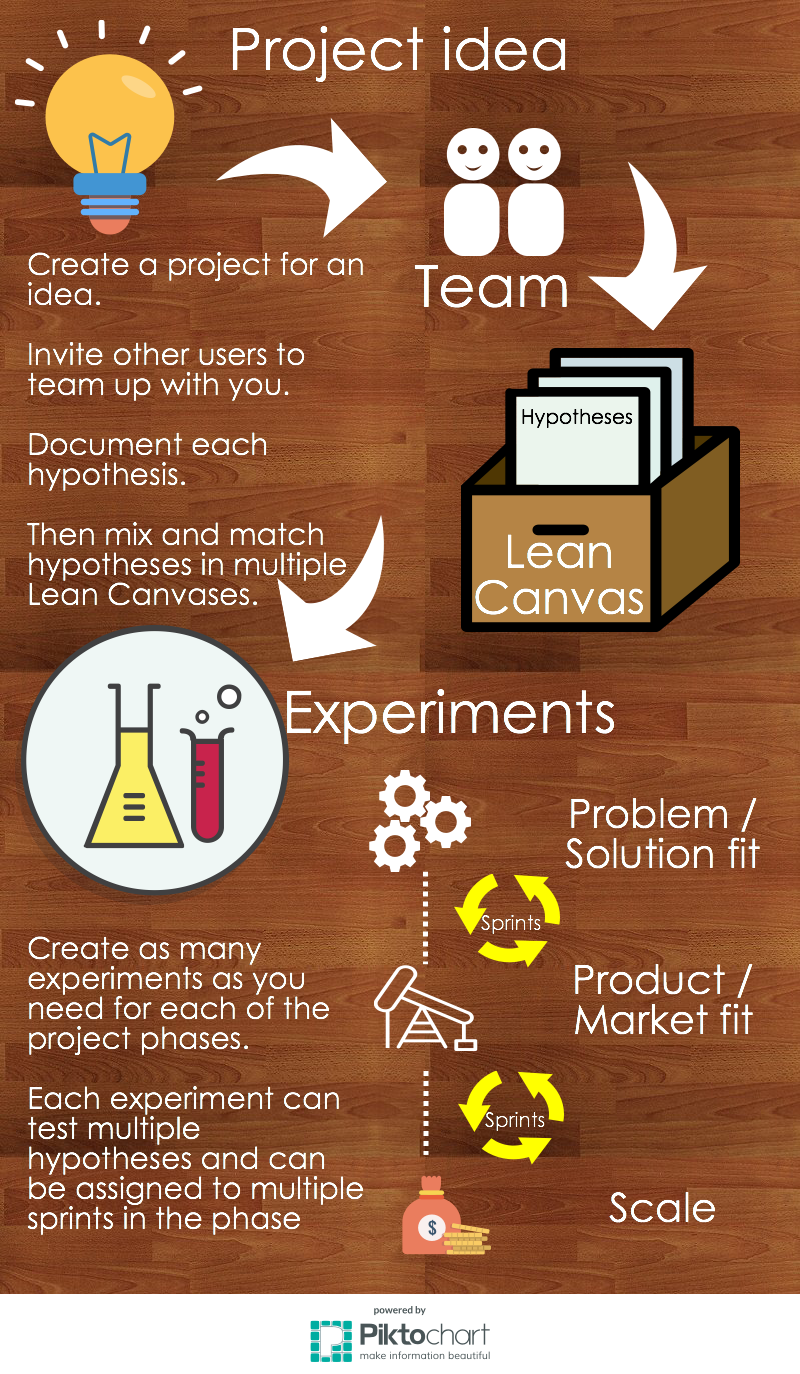 Project idea
Create a project for an
idea.
Invite other users to
team up with you.
Document each
hypothesis.
Then mix and match
hypotheses in multiple
Lean Canvases.
Team
Hypotheses
Lean
Canvas
Experiments
Create as many
experiments as you
need for each of the
project phases.
Each experiment can
test multiple
hypotheses and can
be assigned to multiple
sprints in the phase
Problem /
Solution fit
Sprints
Product /
Market fit
Sprints
$
Scale
powered by
Piktochart
make information beautiful